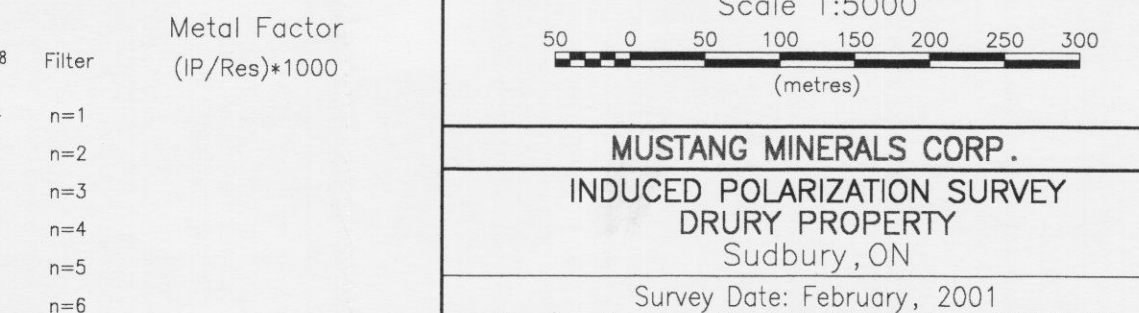 Metal Factor
(IP/Res)*1000
8 Filter
n=1
n=2
n=3
n=4
n=5
n=6
Scale 1:5000
50 0 50 100 150 200 250 300
(metres)
MUSTANG MINERALS CORP.
INDUCED POLARIZATION SURVEY
DRURY PROPERTY
Sudbury, ON
Survey Date: February, 2001